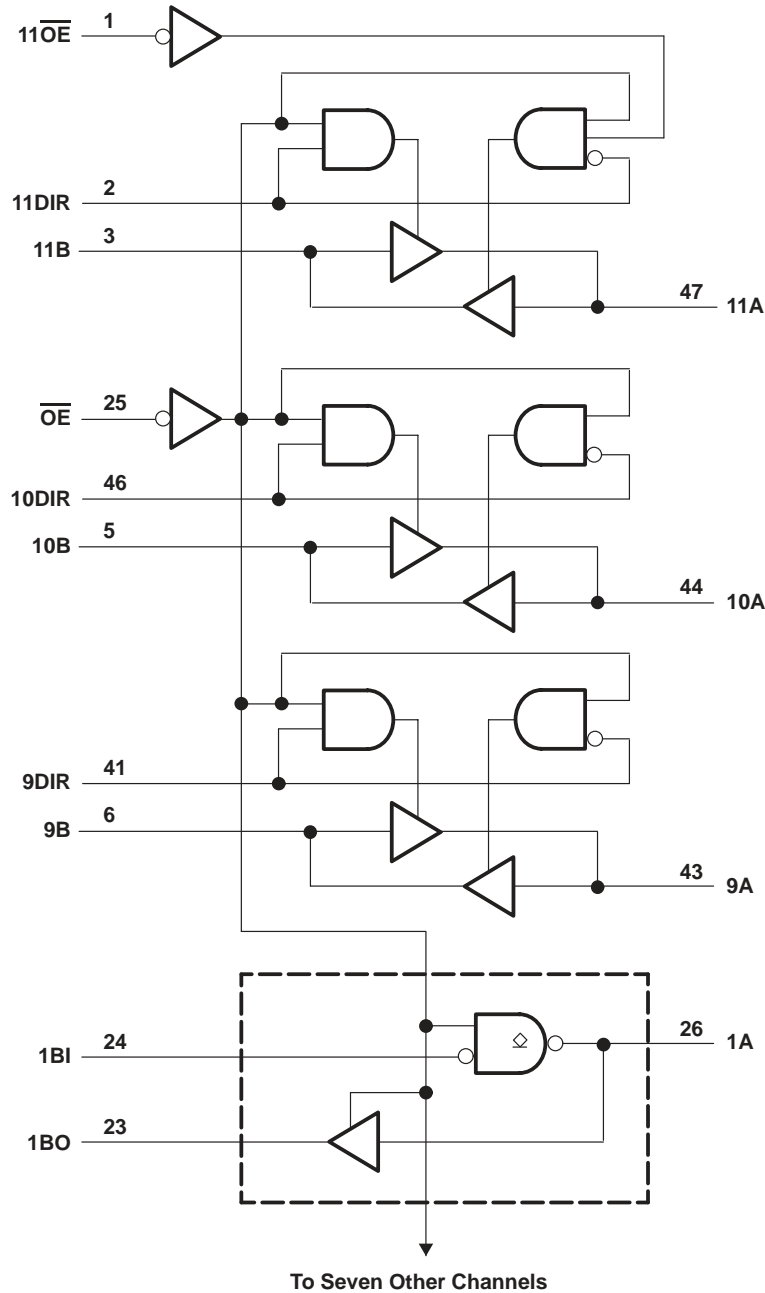 11OE 1
11DIR 2
11B 3
47 11A
OE 25
10DIR 46
10B 5
44 10A
9DIR 41
9B 6
43 9A
1BI 24
26 1A
1BO 23
To Seven Other Channels